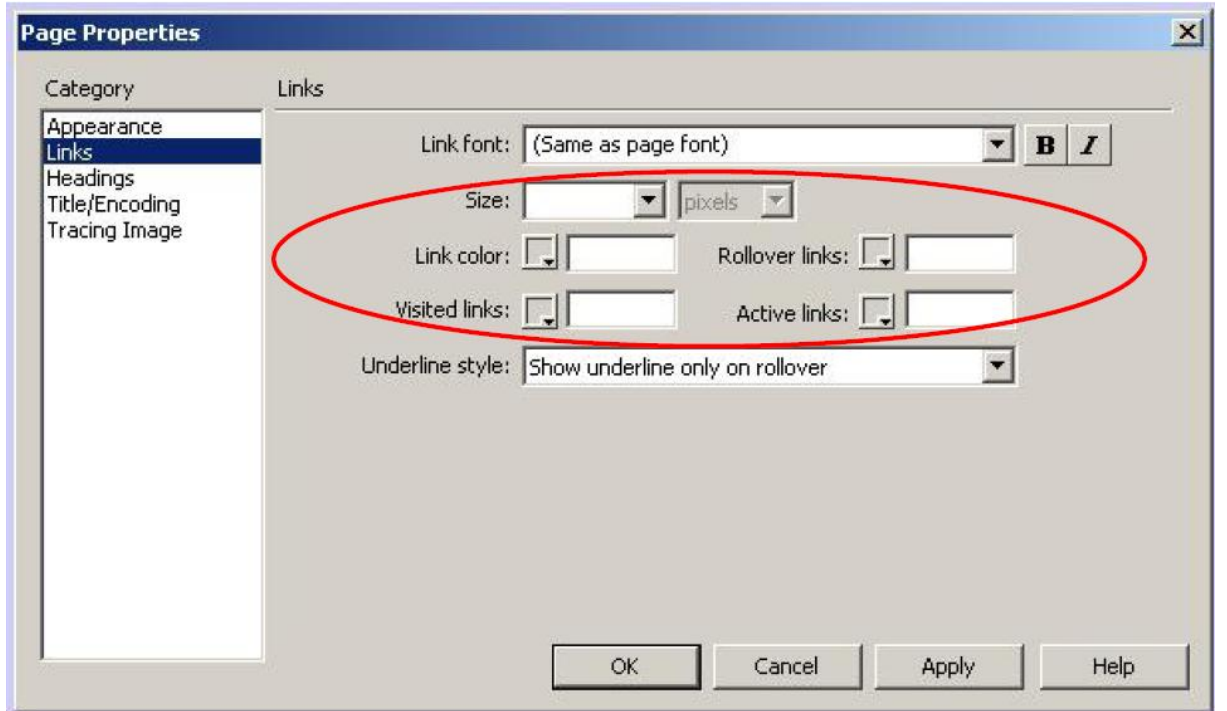 Page Properties
Category
Links
Appearance
Links
Headings
Title/Encoding
Tracing Image
Link font: (Same as page font) B I
Size: pixels
Link color: Rollover links:
Visited links: Active links:
Underline style: Show underline only on rollover
OK Cancel Apply Help